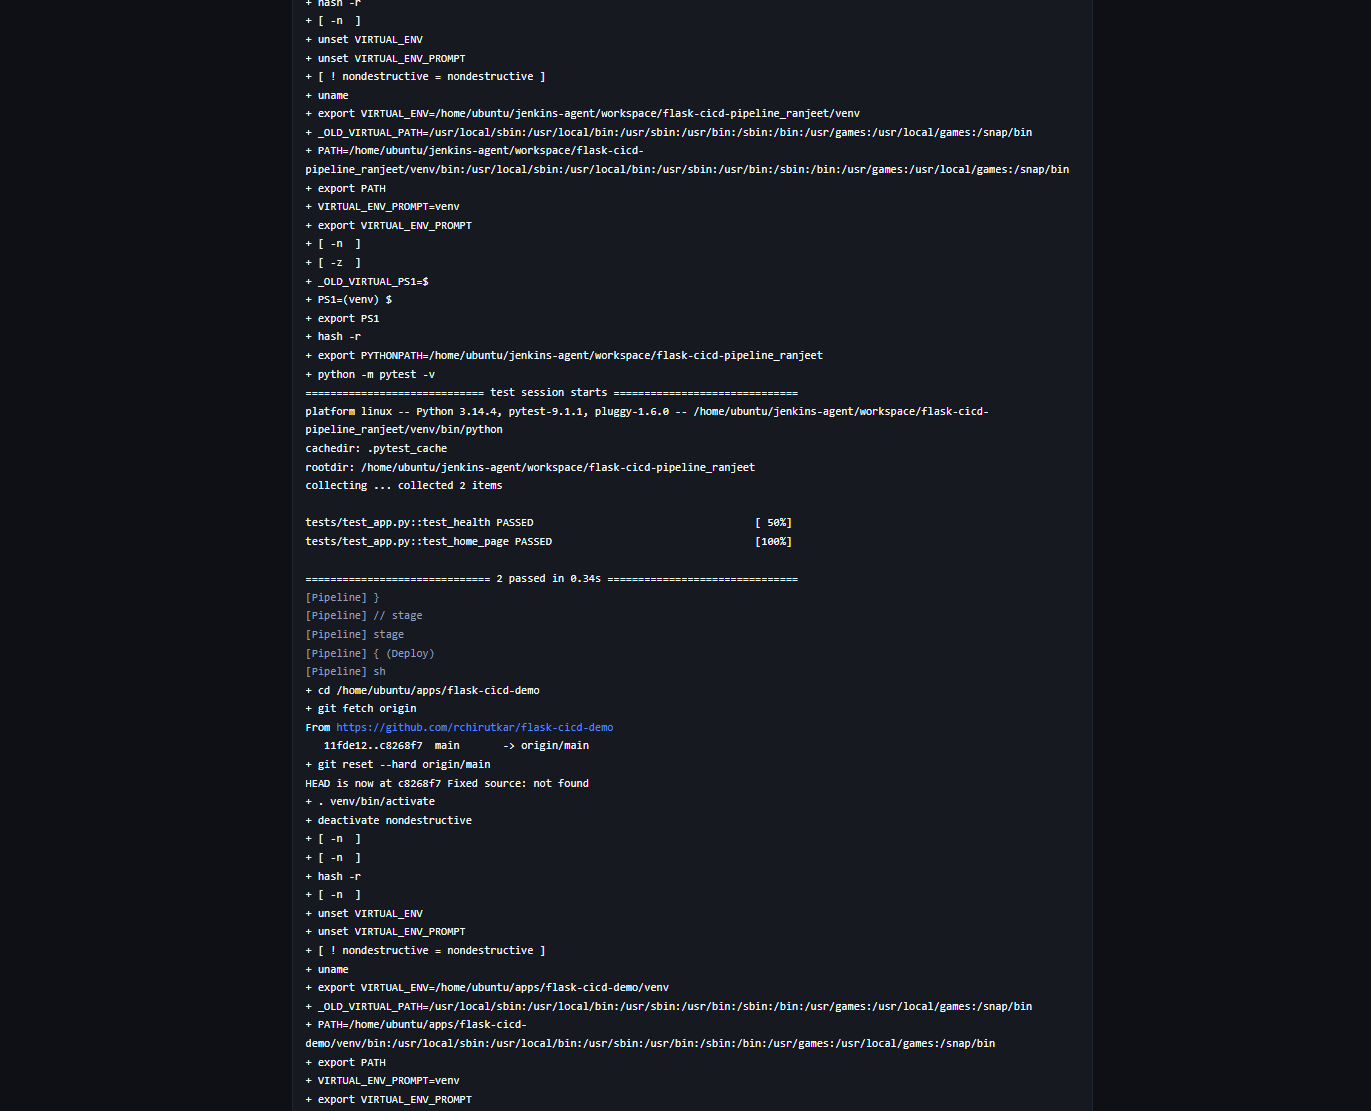 + hash -r
+ [ -n  ]
+ unset VIRTUAL_ENV
+ unset VIRTUAL_ENV_PROMPT
+ [ ! nondestructive = nondestructive ]
+ uname
+ export VIRTUAL_ENV=/home/ubuntu/jenkins-agent/workspace/flask-cicd-pipeline_ranjeet/venv
+ _OLD_VIRTUAL_PATH=/usr/local/sbin:/usr/local/bin:/usr/sbin:/usr/bin:/sbin:/bin:/usr/games:/usr/local/games:/snap/bin
+ PATH=/home/ubuntu/jenkins-agent/workspace/flask-cicd-
pipeline_ranjeet/venv/bin:/usr/local/sbin:/usr/local/bin:/usr/sbin:/usr/bin:/sbin:/bin:/usr/games:/usr/local/games:/snap/bin
+ export PATH
+ VIRTUAL_ENV_PROMPT=venv
+ export VIRTUAL_ENV_PROMPT
+ [ -n  ]
+ [ -z  ]
+ _OLD_VIRTUAL_PS1=$
+ PS1=(venv) $
+ export PS1
+ hash -r
+ export PYTHONPATH=/home/ubuntu/jenkins-agent/workspace/flask-cicd-pipeline_ranjeet
+ python -m pytest -v
============================= test session starts ==============================
platform linux -- Python 3.14.4, pytest-9.1.1, pluggy-1.6.0 -- /home/ubuntu/jenkins-agent/workspace/flask-cicd-
pipeline_ranjeet/venv/bin/python
cachedir: .pytest_cache
rootdir: /home/ubuntu/jenkins-agent/workspace/flask-cicd-pipeline_ranjeet
collecting ... collected 2 items
tests/test_app.py::test_health PASSED                                    [ 50%]
tests/test_app.py::test_home_page PASSED                                 [100%]
============================== 2 passed in 0.34s ===============================
[Pipeline] }
[Pipeline] // stage
[Pipeline] stage
[Pipeline] { (Deploy)
[Pipeline] sh
+ cd /home/ubuntu/apps/flask-cicd-demo
+ git fetch origin
From https://github.com/rchirutkar/flask-cicd-demo
   11fde12..c8268f7  main       -> origin/main
+ git reset --hard origin/main
HEAD is now at c8268f7 Fixed source: not found
+ . venv/bin/activate
+ deactivate nondestructive
+ [ -n  ]
+ [ -n  ]
+ hash -r
+ [ -n  ]
+ unset VIRTUAL_ENV
+ unset VIRTUAL_ENV_PROMPT
+ [ ! nondestructive = nondestructive ]
+ uname
+ export VIRTUAL_ENV=/home/ubuntu/apps/flask-cicd-demo/venv
+ _OLD_VIRTUAL_PATH=/usr/local/sbin:/usr/local/bin:/usr/sbin:/usr/bin:/sbin:/bin:/usr/games:/usr/local/games:/snap/bin
+ PATH=/home/ubuntu/apps/flask-cicd-
demo/venv/bin:/usr/local/sbin:/usr/local/bin:/usr/sbin:/usr/bin:/sbin:/bin:/usr/games:/usr/local/games:/snap/bin
+ export PATH
+ VIRTUAL_ENV_PROMPT=venv
+ export VIRTUAL_ENV_PROMPT